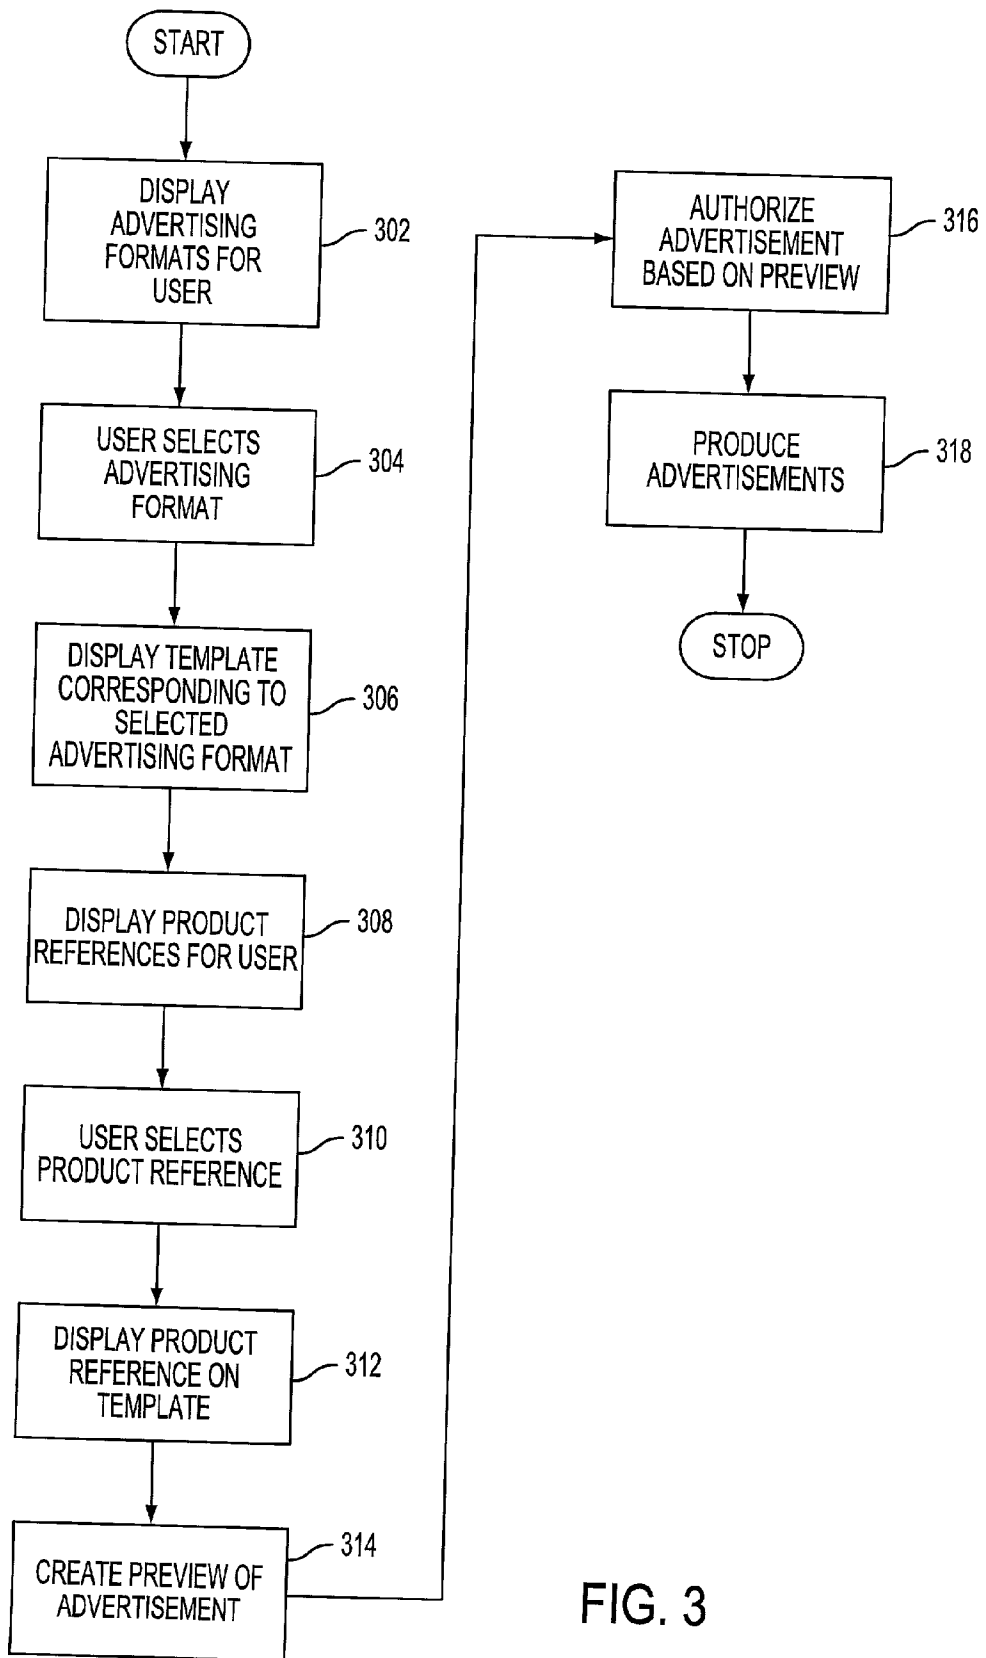 START
DISPLAY
ADVERTISING
FORMATS FOR
USER
302
USER SELECTS
ADVERTISING
FORMAT
304
DISPLAY TEMPLATE
CORRESPONDING TO
SELECTED
ADVERTISING FORMAT
306
DISPLAY PRODUCT
REFERENCES FOR USER
308
USER SELECTS
PRODUCT REFERENCE
310
DISPLAY PRODUCT
REFERENCE ON
TEMPLATE
312
CREATE PREVIEW OF
ADVERTISEMENT
314
AUTHORIZE
ADVERTISEMENT
BASED ON PREVIEW
316
PRODUCE
ADVERTISEMENTS
318
STOP
FIG. 3